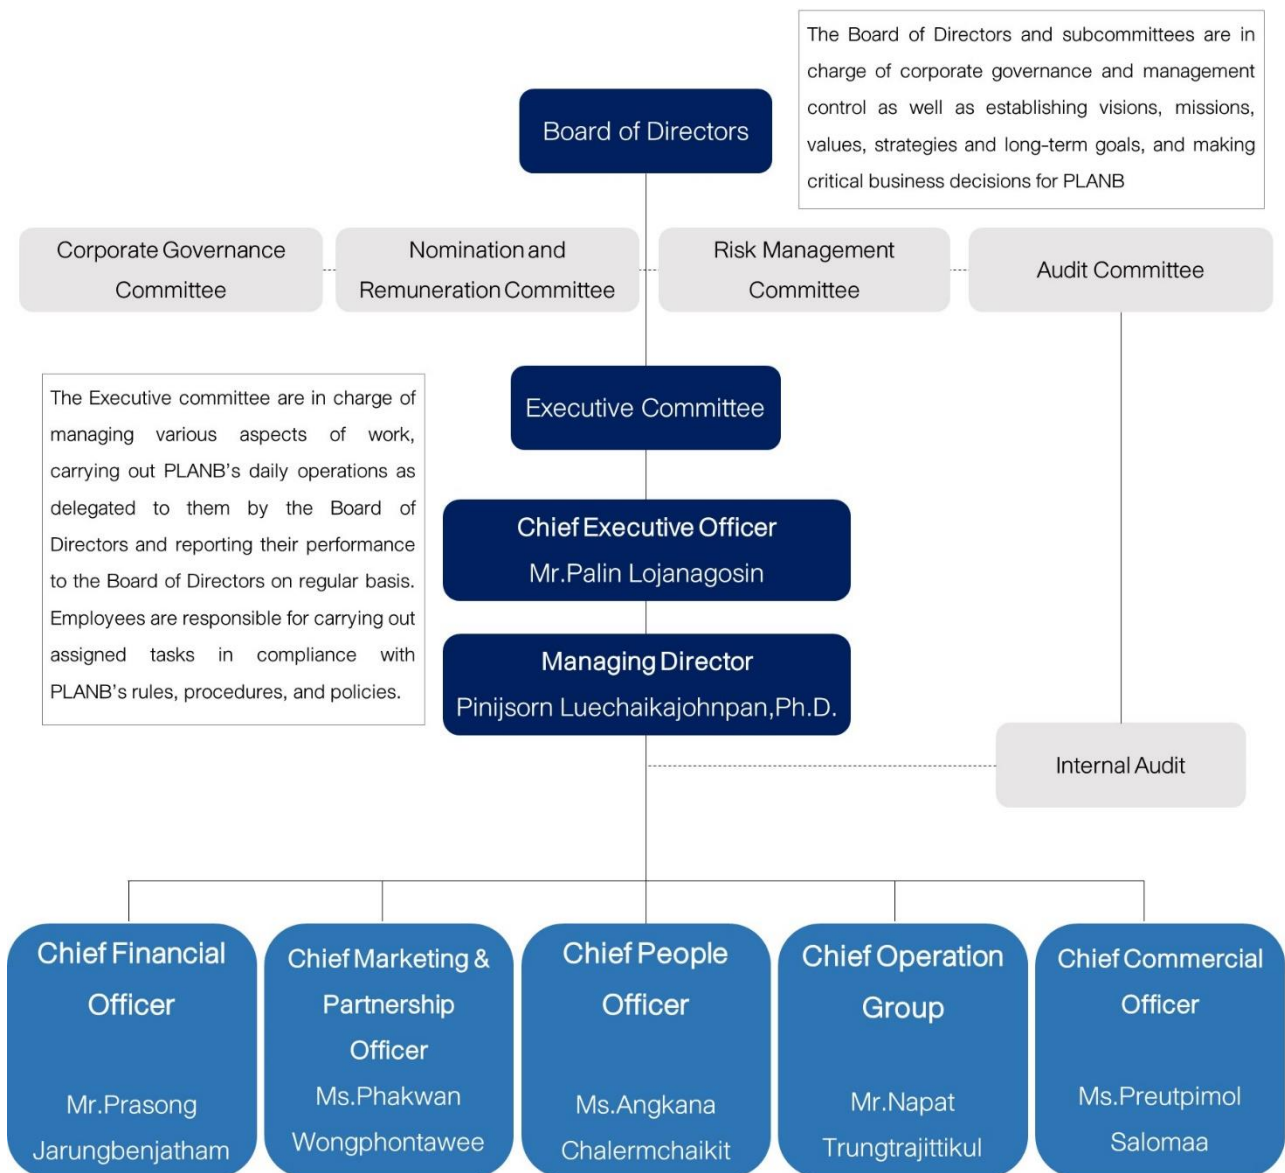 The Board of Directors and subcommittees are in
charge of corporate governance and management
control as well as establishing visions, missions,
values, strategies and long-term goals, and making
critical business decisions for PLANB
Board of Directors
Corporate Governance
Committee
Nomination and
Remuneration Committee
Risk Management
Committee
Audit Committee
The Executive committee are in charge of
managing various aspects of work,
carrying out PLANB's daily operations as
delegated to them by the Board of
Directors and reporting their performance
to the Board of Directors on regular basis.
Employees are responsible for carrying out
assigned tasks in compliance with
PLANB's rules, procedures, and policies.
Executive Committee
Chief Executive Officer
Mr.Palin Lojanagosin
Managing Director
Pinijsorn Luechaikajohnpan,Ph.D.
Internal Audit
Chief Financial
Officer
Mr.Prasong
Jarungbenjatham
Chief Marketing &
Partnership
Officer
Ms.Phakwan
Wongphontawee
Chief People
Officer
Ms.Angkana
Chalermchaikit
Chief Operation
Group
Mr.Napat
Trungtrajittikul
Chief Commercial
Officer
Ms.Preutpimol
Salomaa